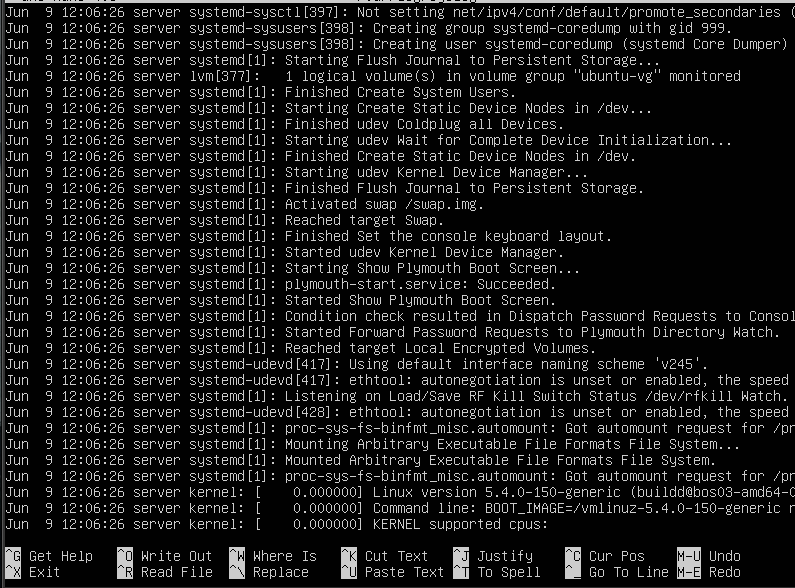 Jun  9 12:06:26 server systemd-sysctl[397]: Not setting net/ipv4/conf/default/promote_secondaries (
Jun  9 12:06:26 server systemd-sysusers[398]: Creating group systemd-coredump with gid 999.
Jun  9 12:06:26 server systemd-sysusers[398]: Creating user systemd-coredump (systemd Core Dumper)
Jun  9 12:06:26 server systemd[1]: Starting Flush Journal to Persistent Storage...
Jun  9 12:06:26 server lvm[377]:   1 logical volume(s) in volume group "ubuntu-vg" monitored
Jun  9 12:06:26 server systemd[1]: Finished Create System Users.
Jun  9 12:06:26 server systemd[1]: Starting Create Static Device Nodes in /dev...
Jun  9 12:06:26 server systemd[1]: Finished udev Coldplug all Devices.
Jun  9 12:06:26 server systemd[1]: Starting udev Wait for Complete Device Initialization...
Jun  9 12:06:26 server systemd[1]: Finished Create Static Device Nodes in /dev.
Jun  9 12:06:26 server systemd[1]: Starting udev Kernel Device Manager...
Jun  9 12:06:26 server systemd[1]: Finished Flush Journal to Persistent Storage.
Jun  9 12:06:26 server systemd[1]: Activated swap /swap.img.
Jun  9 12:06:26 server systemd[1]: Reached target Swap.
Jun  9 12:06:26 server systemd[1]: Finished Set the console keyboard layout.
Jun  9 12:06:26 server systemd[1]: Started udev Kernel Device Manager.
Jun  9 12:06:26 server systemd[1]: Starting Show Plymouth Boot Screen...
Jun  9 12:06:26 server systemd[1]: plymouth-start.service: Succeeded.
Jun  9 12:06:26 server systemd[1]: Started Show Plymouth Boot Screen.
Jun  9 12:06:26 server systemd[1]: Condition check resulted in Dispatch Password Requests to Consol
Jun  9 12:06:26 server systemd[1]: Started Forward Password Requests to Plymouth Directory Watch.
Jun  9 12:06:26 server systemd[1]: Reached target Local Encrypted Volumes.
Jun  9 12:06:26 server systemd-udevd[417]: Using default interface naming scheme 'v245'.
Jun  9 12:06:26 server systemd-udevd[417]: ethtool: autonegotiation is unset or enabled, the speed
Jun  9 12:06:26 server systemd[1]: Listening on Load/Save RF Kill Switch Status /dev/rfkill Watch.
Jun  9 12:06:26 server systemd-udevd[428]: ethtool: autonegotiation is unset or enabled, the speed
Jun  9 12:06:26 server systemd[1]: proc-sys-fs-binfmt_misc.automount: Got automount request for /pr
Jun  9 12:06:26 server systemd[1]: Mounting Arbitrary Executable File Formats File System...
Jun  9 12:06:26 server systemd[1]: Mounted Arbitrary Executable File Formats File System.
Jun  9 12:06:26 server systemd[1]: proc-sys-fs-binfmt_misc.automount: Got automount request for /pr
Jun  9 12:06:26 server kernel: [    0.000000] Linux version 5.4.0-150-generic (buildd@bos03-amd64-0
Jun  9 12:06:26 server kernel: [    0.000000] Command line: BOOT_IMAGE=/vmlinuz-5.4.0-150-generic r
Jun  9 12:06:26 server kernel: [    0.000000] KERNEL supported cpus:
^G Get Help  ^O Write Out  ^W Where Is  ^K Cut Text  ^J Justify  ^C Cur Pos  M-U Undo
^X Exit  ^R Read File  ^\ Replace  ^U Paste Text  ^T To Spell  ^_ Go To Line  M-E Redo